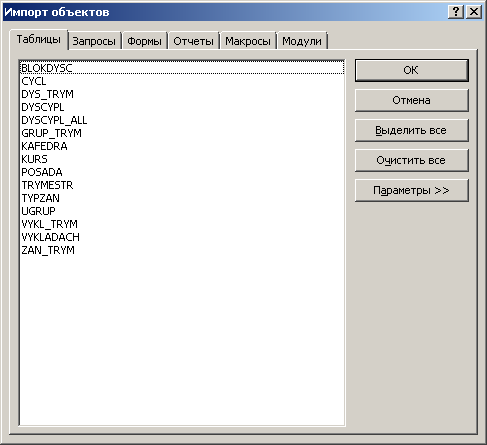 Импорт объектов
Таблицы Запросы Формы Отчеты Макросы Модули
BLOKDYSC
CYCL
DYS_TRYM
DYSCYPL
DYSCYPL_ALL
GRUP_TRYM
KAFEDRA
KURS
POSADA
TRYMESTR
TYPZAN
UGRUP
VYKL_TRYM
VYKLADACH
ZAN_TRYM
ОК
Отмена
Выделить все
Очистить все
Параметры >>